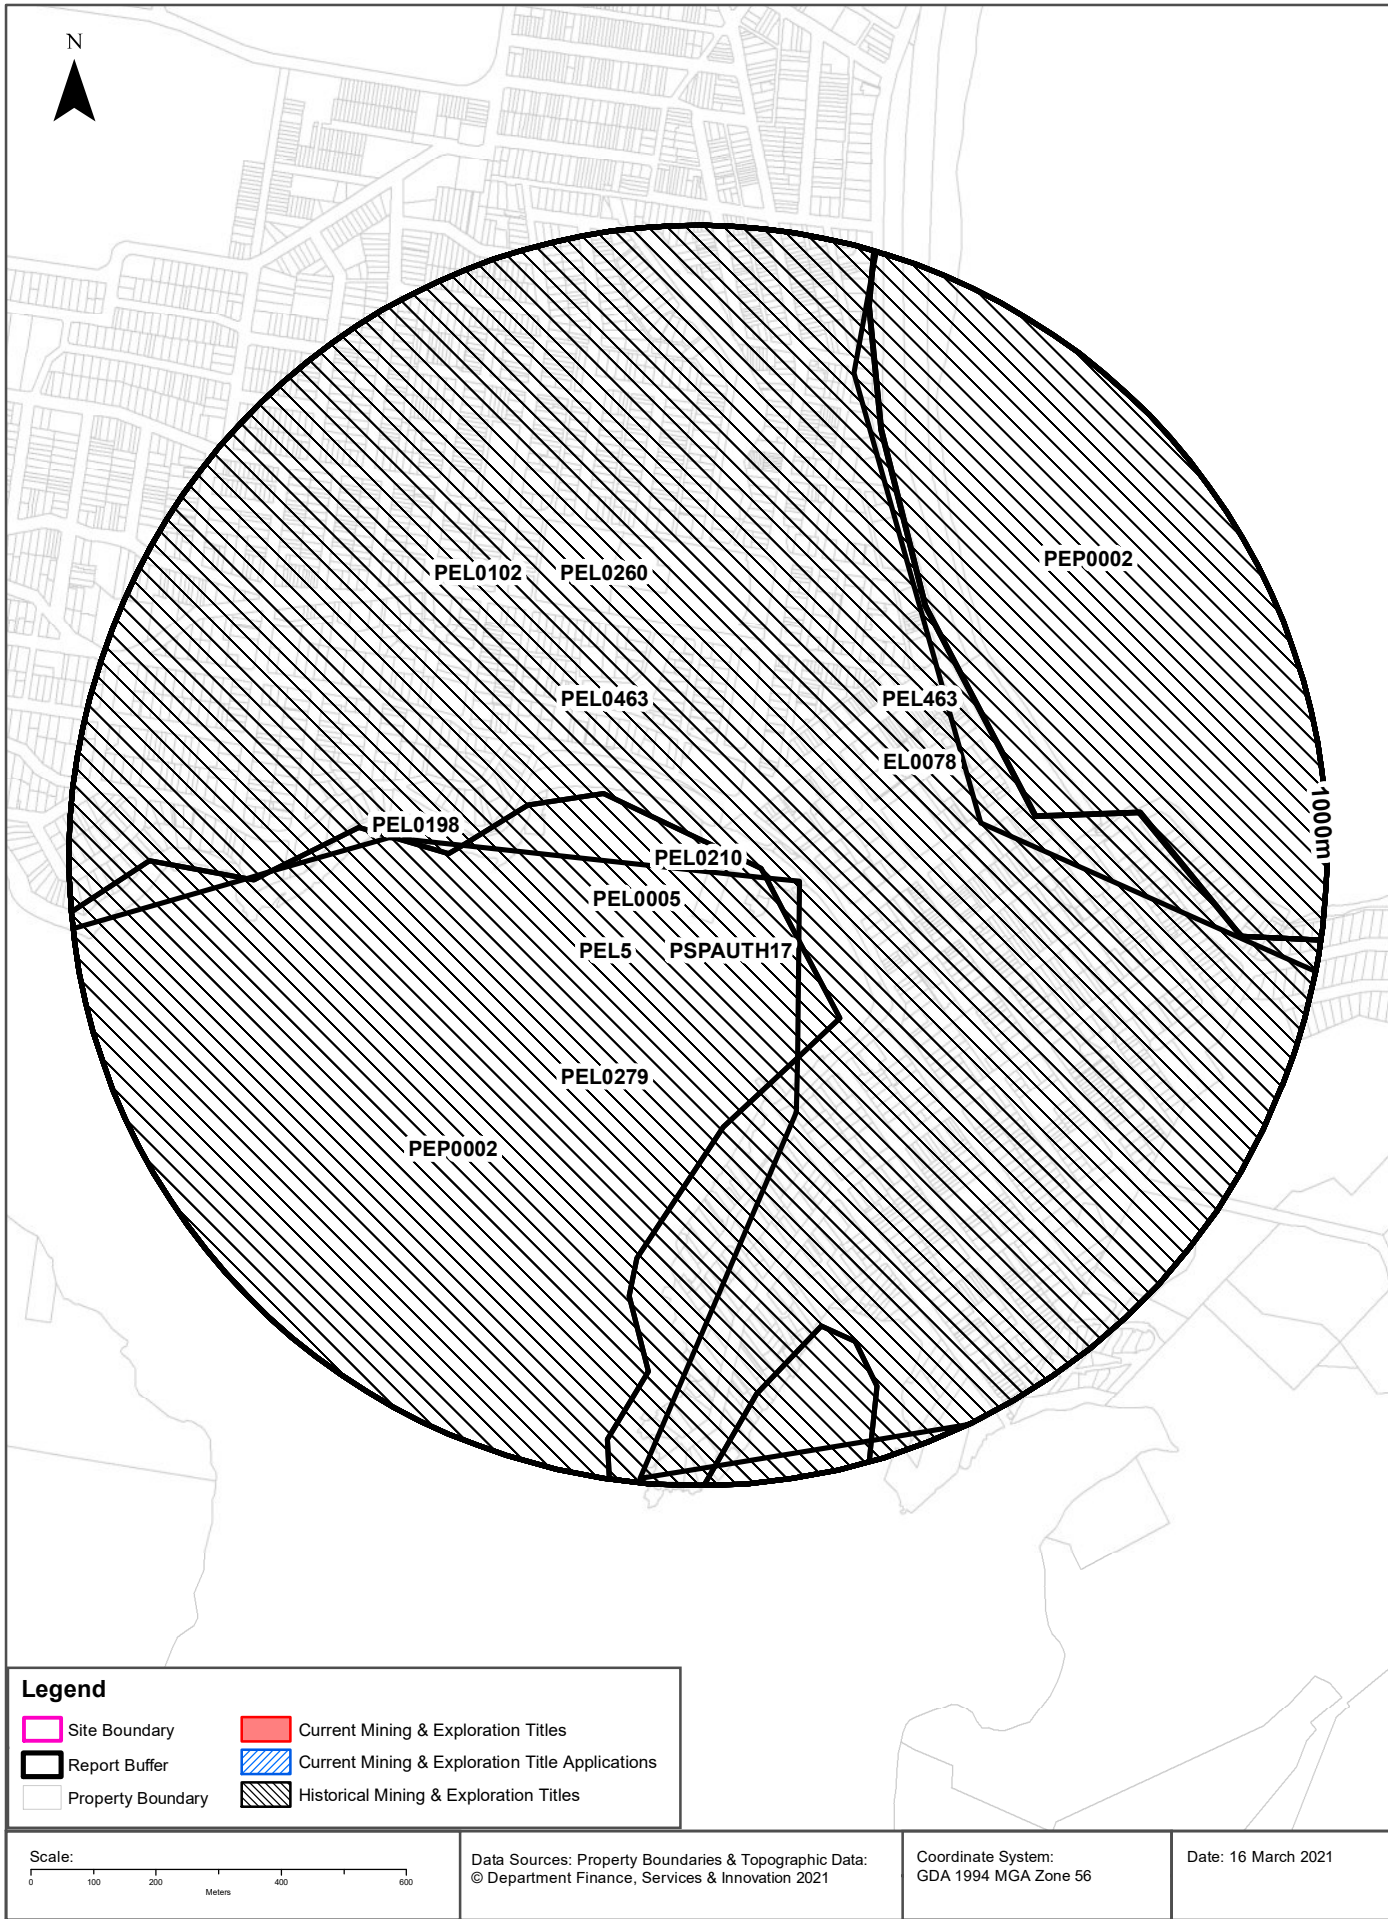 N
PEP0002
PEL0102 PEL0260
PEL0463 PEL463
EL0078
1000m
PEL0198
PEL0210
PEL0005
PEL5 PSPAUTH17
PEL0279
PEP0002
Legend
Site Boundary
Report Buffer
Property Boundary
Current Mining & Exploration Titles
Current Mining & Exploration Title Applications
Historical Mining & Exploration Titles
Scale:
0 100 200 400 600
Meters
Data Sources: Property Boundaries & Topographic Data:
© Department Finance, Services & Innovation 2021
Coordinate System:
GDA 1994 MGA Zone 56
Date: 16 March 2021